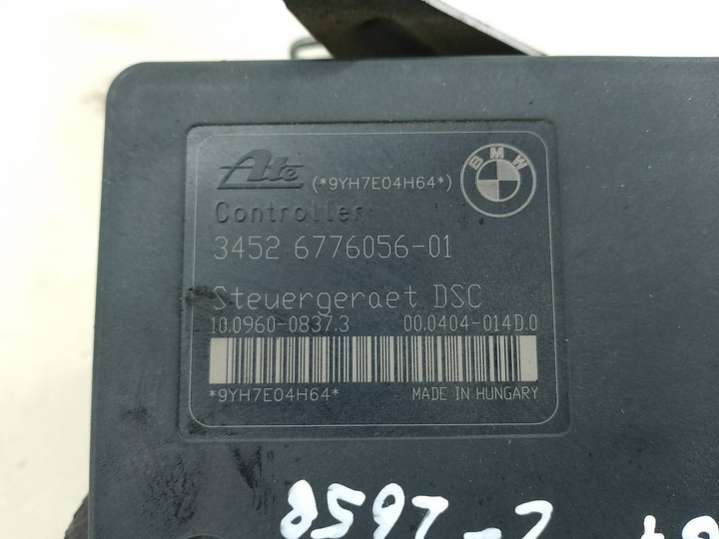 Ate (*9YH7E04H64*) BMW
Controller
3452 6776056-01
Steuergeraet DSC
10.0960-0837.3 00.0404-014D.0
*9YH7E04H64* MADE IN HUNGARY